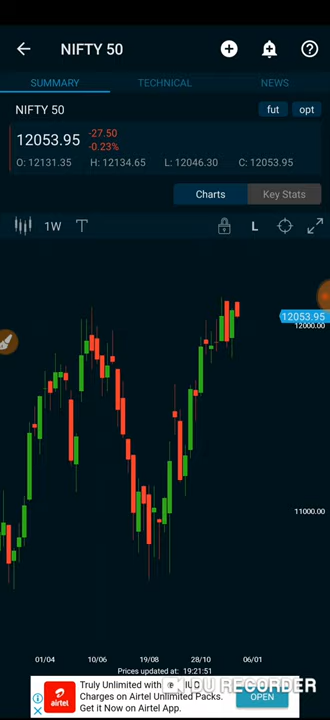 NIFTY 50
SUMMARY TECHNICAL NEWS
NIFTY 50 fut opt
12053.95 -27.50
-0.23%
O: 12131.35 H: 12134.65 L: 12046.30 C: 12053.95
Charts Key Stats
1W T L
12053.95
12000.00
11000.00
01/04 10/06 19/08 28/10 06/01
Prices updated at: 19:21:51
Truly Unlimited with
Charges on Airtel Unlimited Packs.
Get it Now on Airtel App.
airtel
OPEN
RECORDER